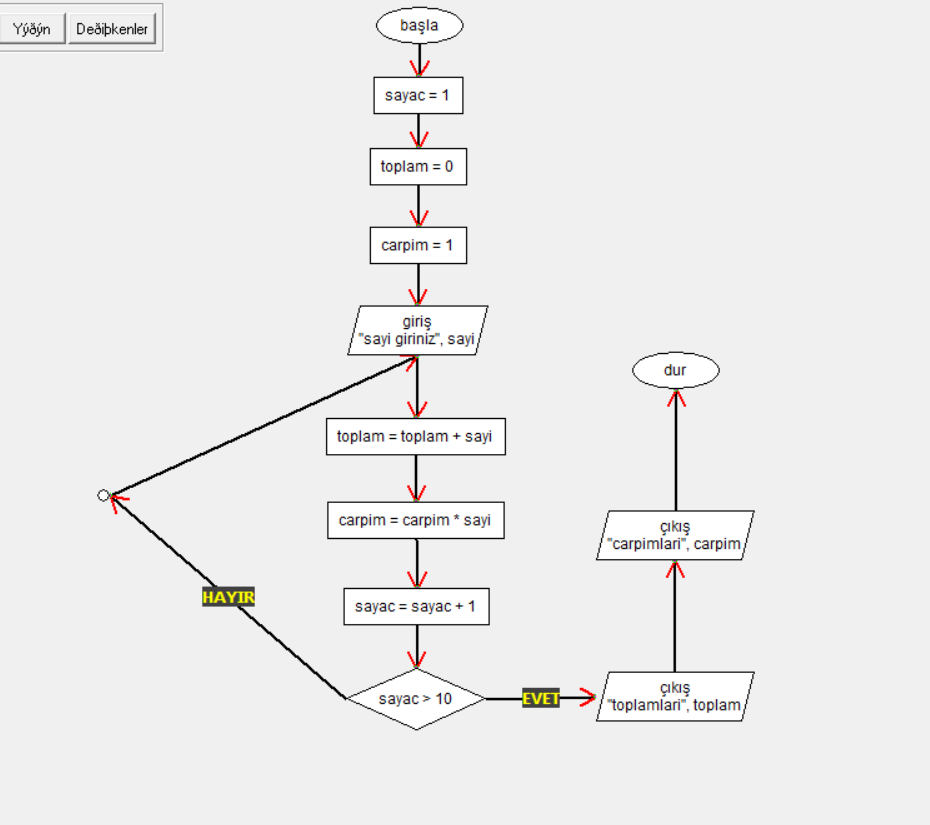 Yýðýn
Deðiþkenler
başla
sayac = 1
toplam = 0
carpim = 1
giriş
"sayi giriniz", sayi
toplam = toplam + sayi
carpim = carpim * sayi
sayac = sayac + 1
sayac > 10
HAYIR
EVET
çıkış
"toplamlari", toplam
çıkış
"carpimlari", carpim
dur